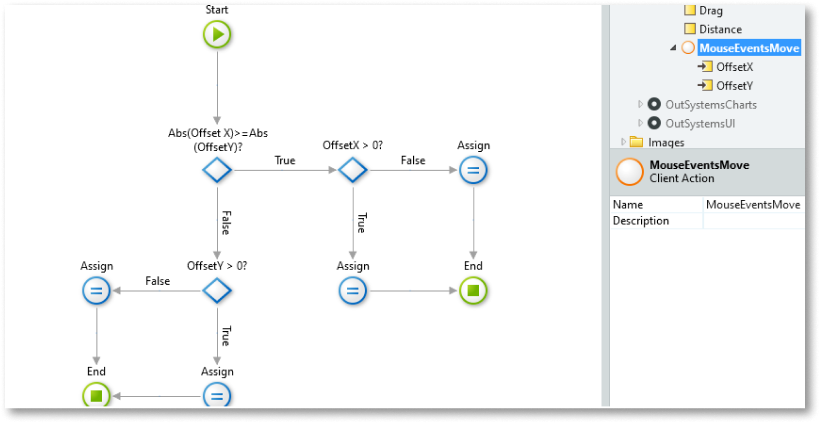 Start
Abs(Offset X)>=Abs
(OffsetY)?
True
OffsetX > 0?
False
Assign
False
True
Assign
OffsetY > 0?
Assign
End
False
True
End
Assign
Drag
Distance
MouseEventsMove
OffsetX
OffsetY
OutSystemsCharts
OutSystemsUI
Images
MouseEventsMove
Client Action
Name MouseEventsMove
Description